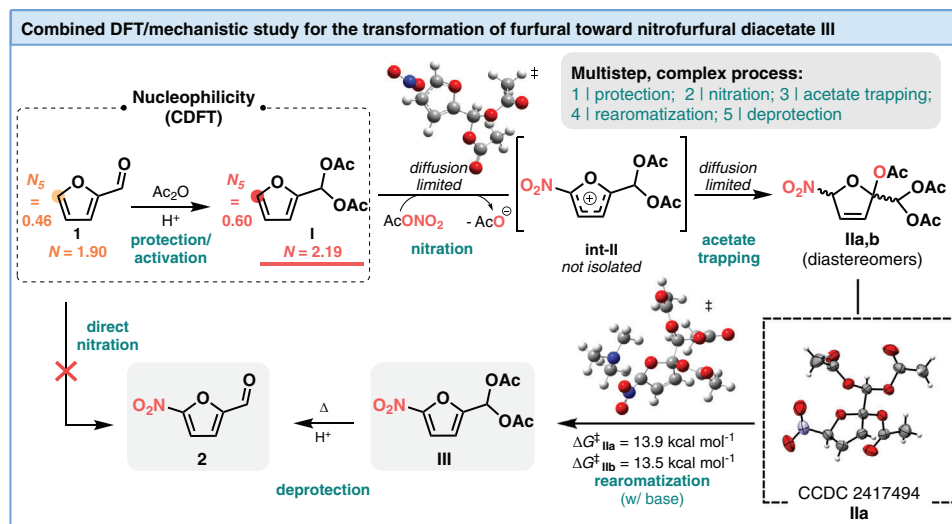 Combined DFT/mechanistic study for the transformation of furfural toward nitrofurfural diacetate III
Nucleophilicity
(CDFT)
N5
= 0.46
O
O
1
N = 1.90
Ac2O
H+
protection/
activation
N5
= 0.60
OAc
O
OAc
I
N = 2.19
‡
diffusion
limited
AcONO2
- AcO⊖
nitration
O2N
O
OAc
OAc
+
int-II
not isolated
Multistep, complex process:
1 | protection; 2 | nitration; 3 | acetate trapping;
4 | rearomatization; 5 | deprotection
diffusion
limited
acetate
trapping
O2N
O
OAc
OAc
AcO
IIa,b
(diastereomers)
direct
nitration
O2N
O
O
2
Δ
H+
deprotection
O2N
O
OAc
OAc
III
‡
ΔG‡IIa = 13.9 kcal mol-1
ΔG‡IIb = 13.5 kcal mol-1
rearomatization
(w/ base)
CCDC 2417494
IIa